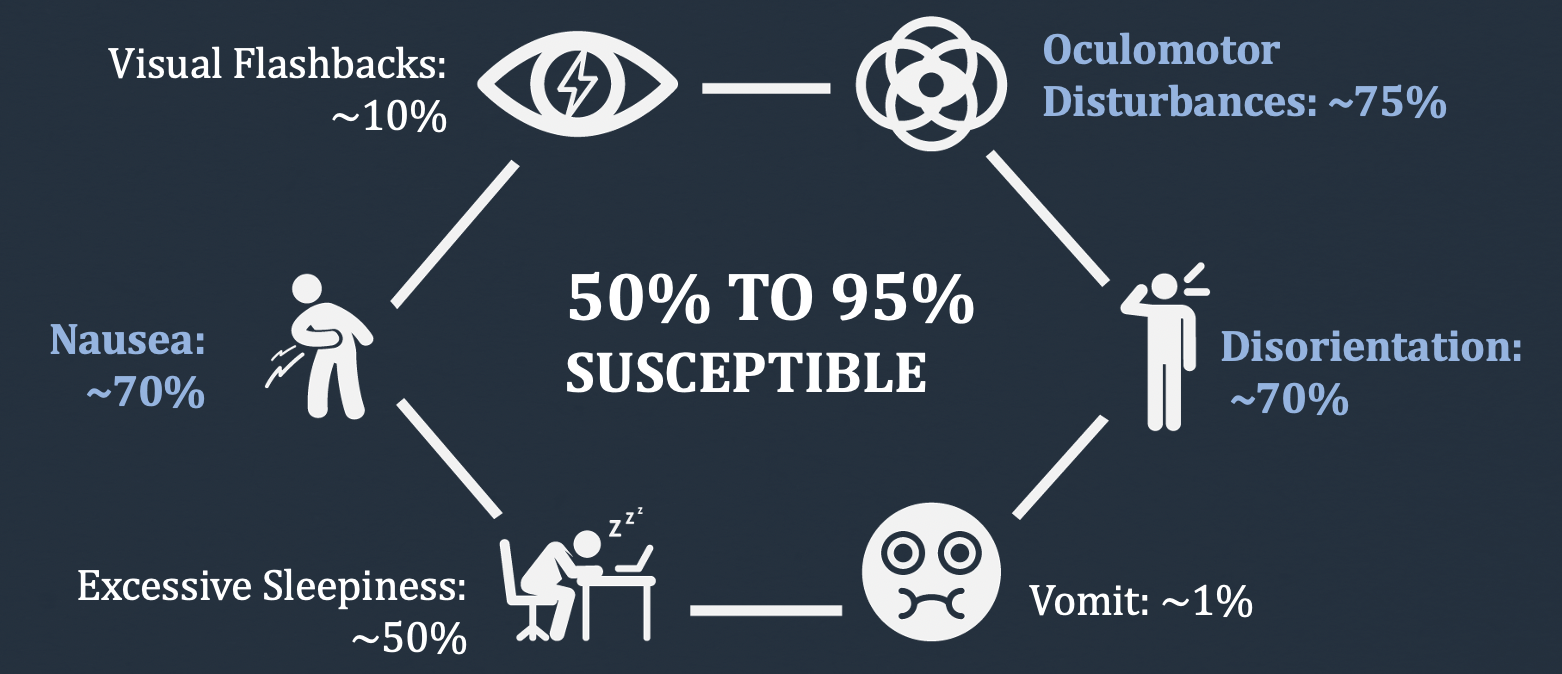 Visual Flashbacks:
~10%
Oculomotor
Disturbances: ~75%
50% TO 95%
SUSCEPTIBLE
Nausea:
~70%
Disorientation:
~70%
z z z
Excessive Sleepiness:
~50%
Vomit: ~1%